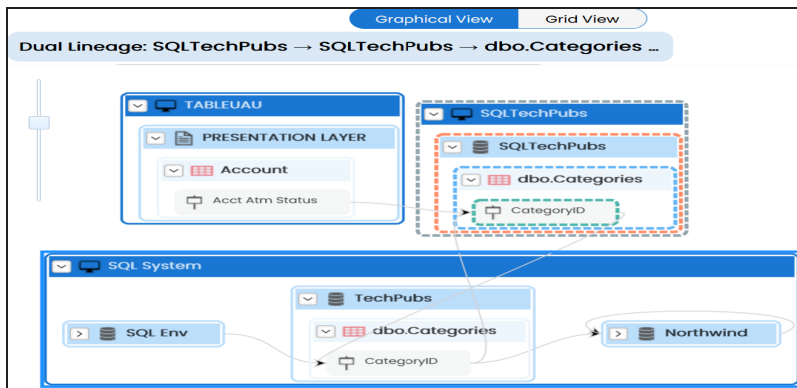 Graphical View
Grid View
Dual Lineage: SQLTechPubs → SQLTechPubs → dbo.Categories ...
TABLEUAU
PRESENTATION LAYER
Account
Acct Atm Status
SQLTechPubs
SQLTechPubs
dbo.Categories
CategoryID
SQL System
SQL Env
TechPubs
dbo.Categories
CategoryID
Northwind